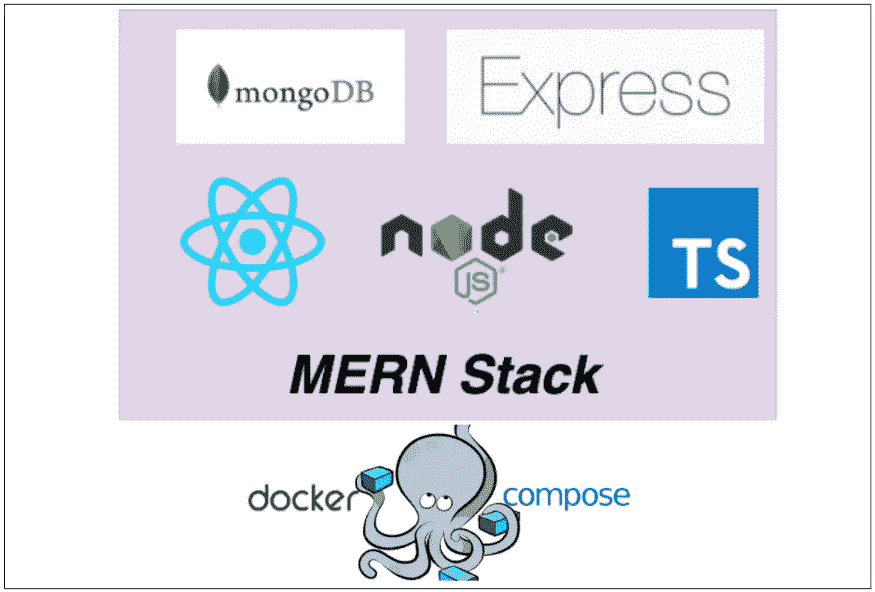 mongoDB
Express
node
JS
TS
MERN Stack
docker
compose